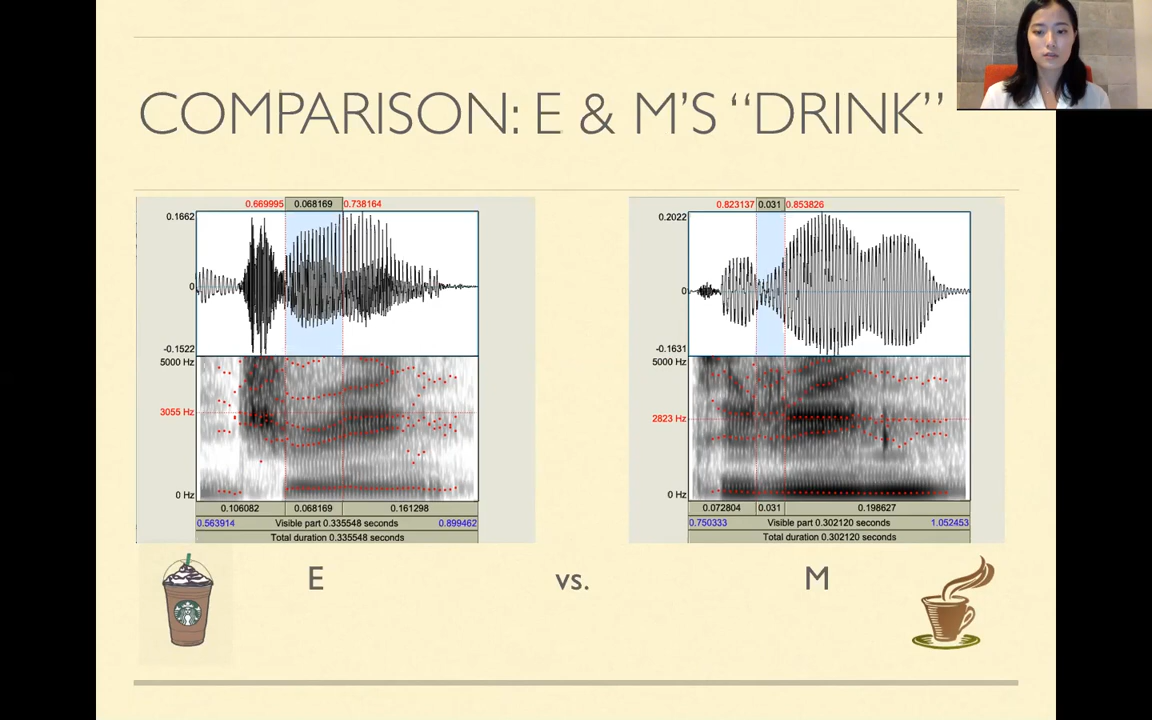 COMPARISON: E & M'S “DRINK”
0.669995 0.068169 0.738164
0.1662
0
-0.1522
5000 Hz
3055 Hz
0 Hz
0.106082 0.068169 0.161298
0.563914 Visible part 0.335548 seconds 0.899462
Total duration 0.335548 seconds
0.823137 0.031 0.853826
0.2022
0
-0.1631
5000 Hz
2823 Hz
0 Hz
0.072804 0.031 0.198627
0.750333 Visible part 0.302120 seconds 1.052453
Total duration 0.302120 seconds
E vs. M